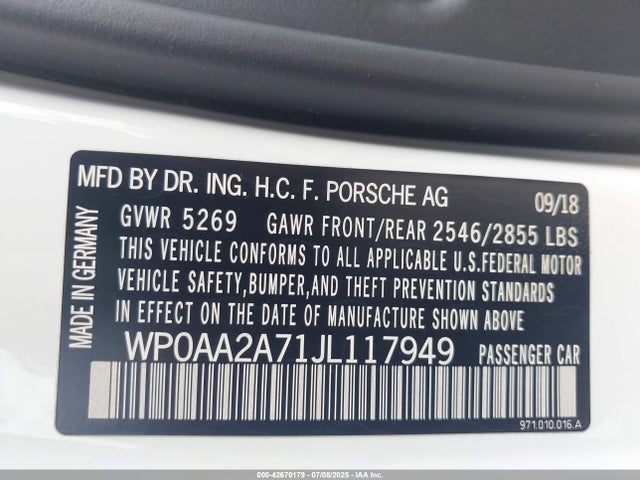 MFD BY DR. ING. H.C. F. PORSCHE AG 09/18
GVWR 5269 GAWR FRONT/REAR 2546/2855 LBS
THIS VEHICLE CONFORMS TO ALL APPLICABLE U.S.FEDERAL MOTOR
VEHICLE SAFETY,BUMPER,AND THEFT PREVENTION STANDARDS
IN EFFECT ON THE DATE OF MANUFACTURE SHOWN ABOVE
WP0AA2A71JL117949 PASSENGER CAR
971.010.016.A
MADE IN GERMANY
000-42670179 - 07/08/2025 - IAA Inc.